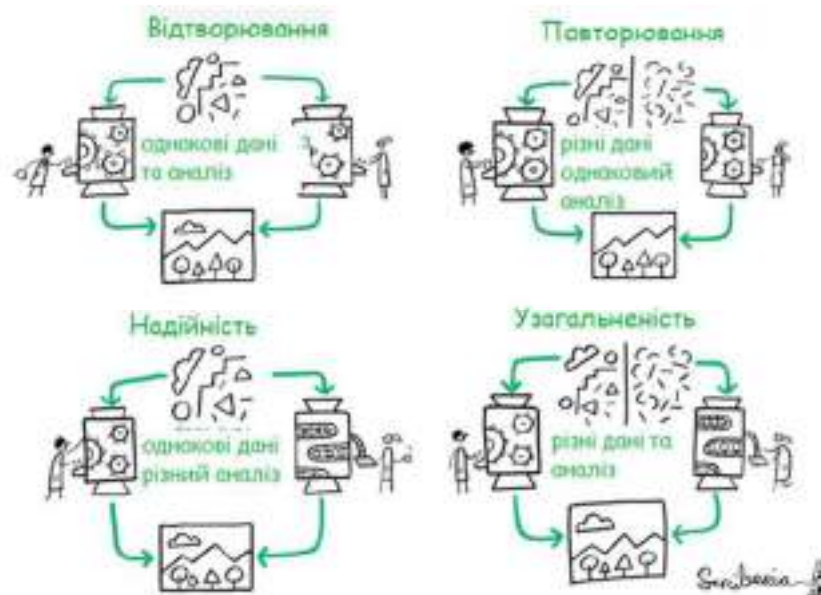 Відтворювання
однакові дані
та аналіз
Повторювання
різні дані
однаковий
аналіз
Надійність
однакові дані
різний аналіз
Узагальненість
різні дані та
аналіз
Scriberia